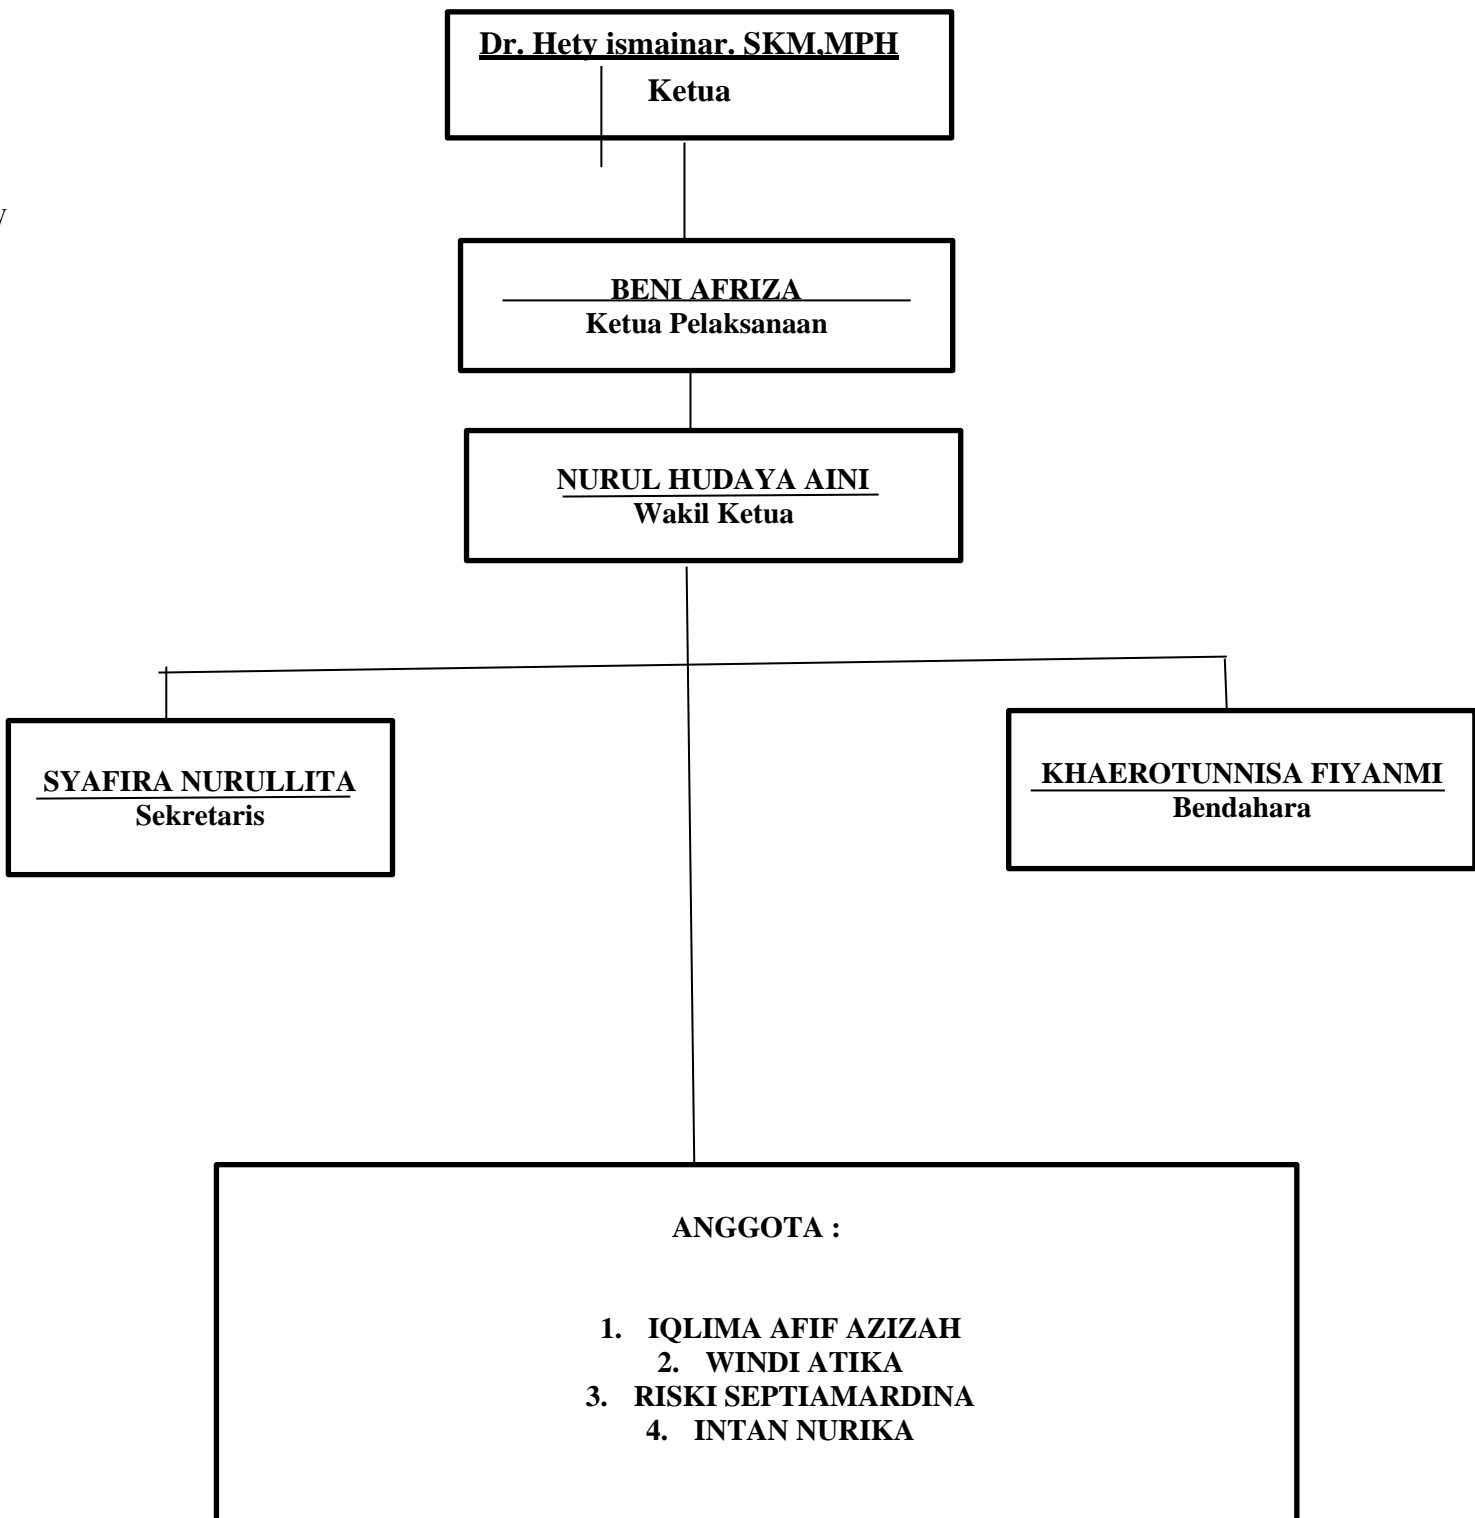 Dr. Hety ismainar. SKM,MPH
Ketua
BENI AFRIZA
Ketua Pelaksanaan
NURUL HUDAYA AINI
Wakil Ketua
SYAFIRA NURULLITA
Sekretaris
KHAEROTUNNISA FIYANMI
Bendahara
ANGGOTA :
1. IQLIMA AFIF AZIZAH
2. WINDI ATIKA
3. RISKI SEPTIAMARDINA
4. INTAN NURIKA